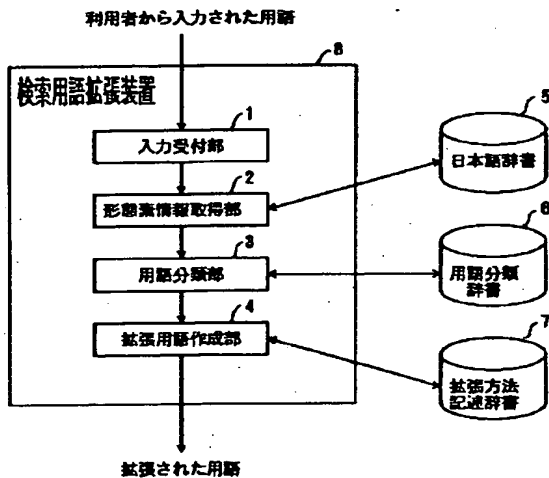 利用者から入力された用語
8
検索用語拡張装置
1
入力受付部
2
形態素情報取得部
3
用語分類部
4
拡張用語作成部
5
日本語辞書
6
用語分類
辞書
7
拡張方法
記述辞書
拡張された用語